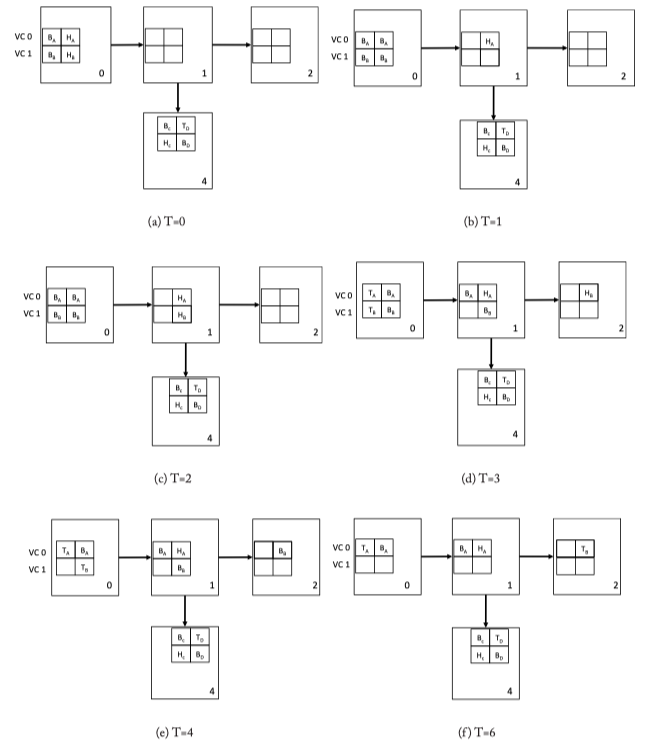 VC 0 B_A H_A
VC 1 B_B H_B
0 1 2
B_C T_D
H_C B_D
4
(a) T=0
VC 0 B_A B_A H_A
VC 1 B_B B_B
0 1 2
B_C T_D
H_C B_D
4
(b) T=1
VC 0 B_A B_A H_A
VC 1 B_B B_B H_B
0 1 2
B_C T_D
H_C B_D
4
(c) T=2
VC 0 T_A B_A B_A H_A H_B
VC 1 T_B B_B B_B
0 1 2
B_C T_D
H_C B_D
4
(d) T=3
VC 0 T_A B_A B_A H_A B_B
VC 1 T_B B_B
0 1 2
B_C T_D
H_C B_D
4
(e) T=4
VC 0 T_A B_A B_A H_A T_B
VC 1
0 1 2
B_C T_D
H_C B_D
4
(f) T=6